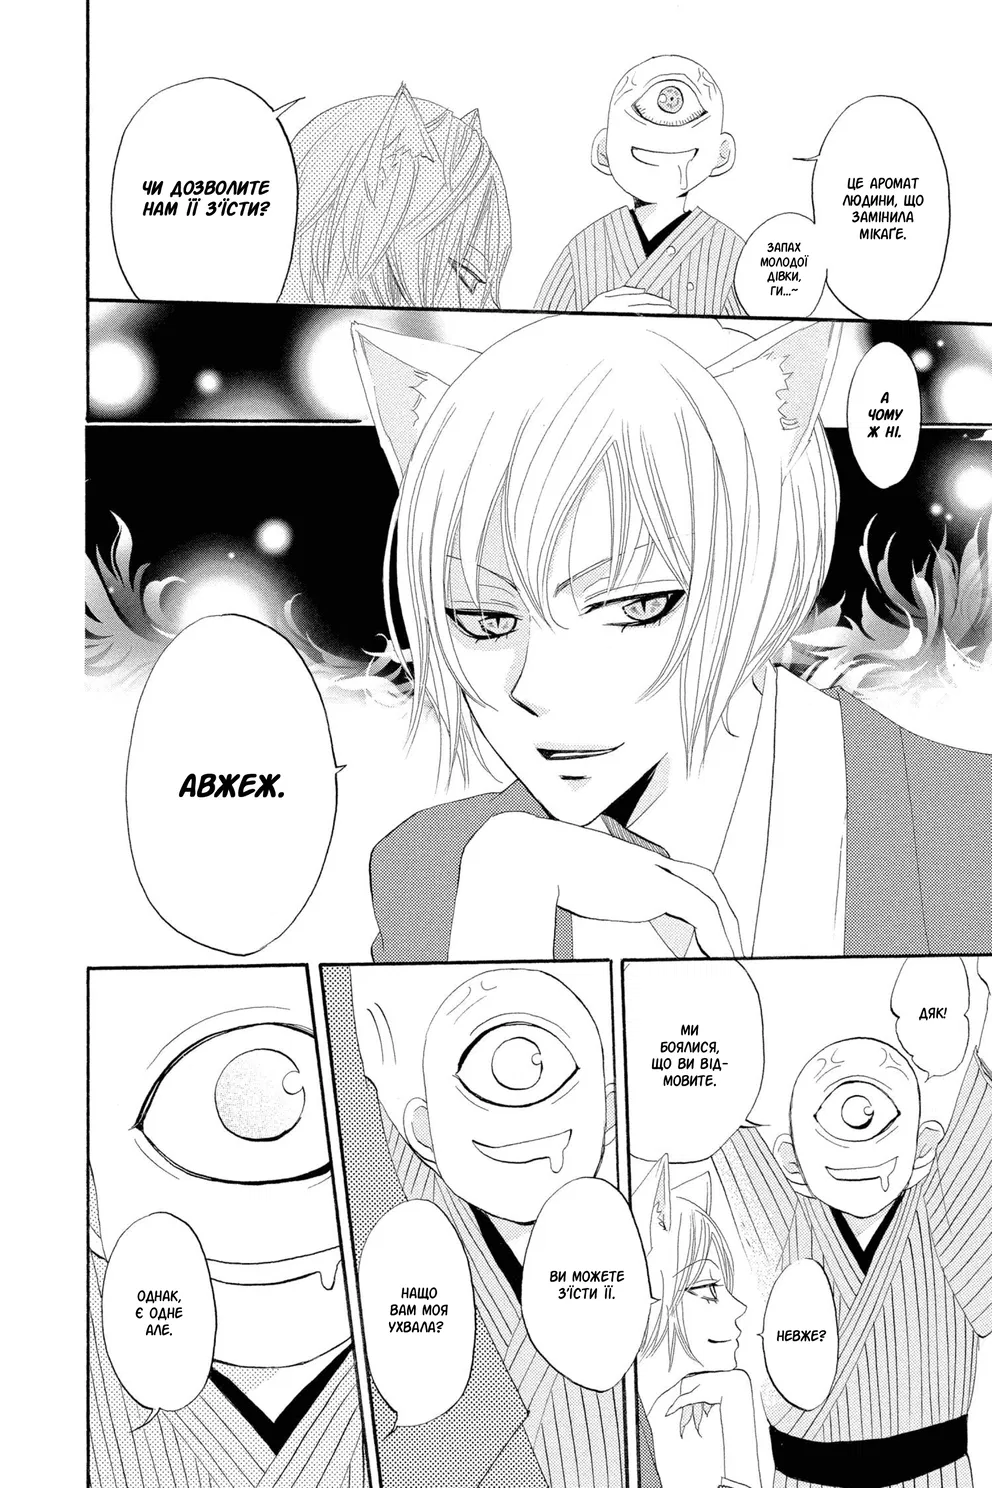 ЦЕ АРОМАТ
ЛЮДИНИ, ЩО
ЗАМІНИЛА
МІКАҐЕ.
ЗАПАХ
МОЛОДОЇ
ДІВКИ,
ГИ...~
ЧИ ДОЗВОЛИТЕ
НАМ ЇЇ З'ЇСТИ?
А
ЧОМУ
Ж НІ.
АВЖЕЖ.
ДЯК!
МИ
БОЯЛИСЯ,
ЩО ВИ ВІД-
МОВИТЕ.
НЕВЖЕ?
ВИ МОЖЕТЕ
З'ЇСТИ ЇЇ.
НАЩО
ВАМ МОЯ
УХВАЛА?
ОДНАК,
Є ОДНЕ
АЛЕ.